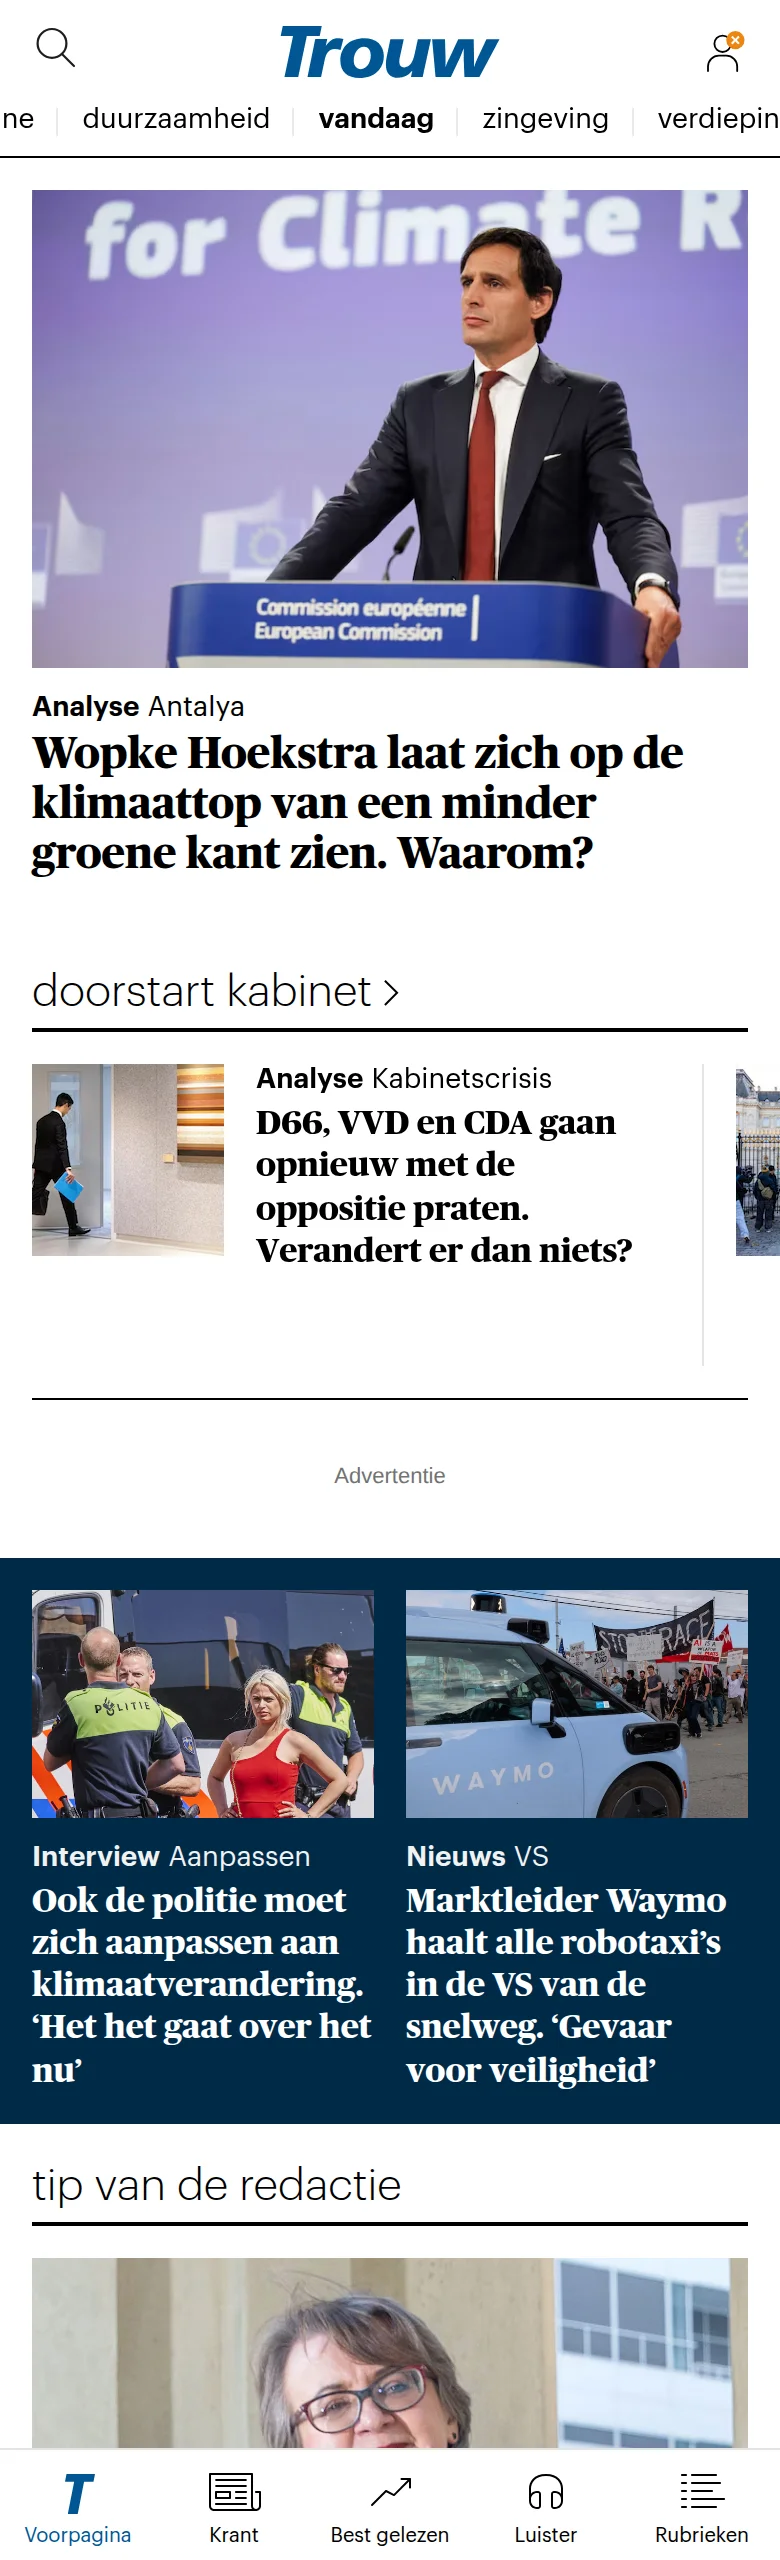 Trouw
ne duurzaamheid vandaag zingeving verdiepin
for Climate R
Commission européenne
European Commission
Analyse Antalya
Wopke Hoekstra laat zich op de
klimaattop van een minder
groene kant zien. Waarom?
doorstart kabinet
Analyse Kabinetscrisis
D66, VVD en CDA gaan
opnieuw met de
oppositie praten.
Verandert er dan niets?
Advertentie
POLITIE
WAYMO
Interview Aanpassen
Ook de politie moet
zich aanpassen aan
klimaatverandering.
‘Het het gaat over het
nu’
Nieuws VS
Marktleider Waymo
haalt alle robotaxi’s
in de VS van de
snelweg. ‘Gevaar
voor veiligheid’
tip van de redactie
T
Voorpagina Krant Best gelezen Luister Rubrieken